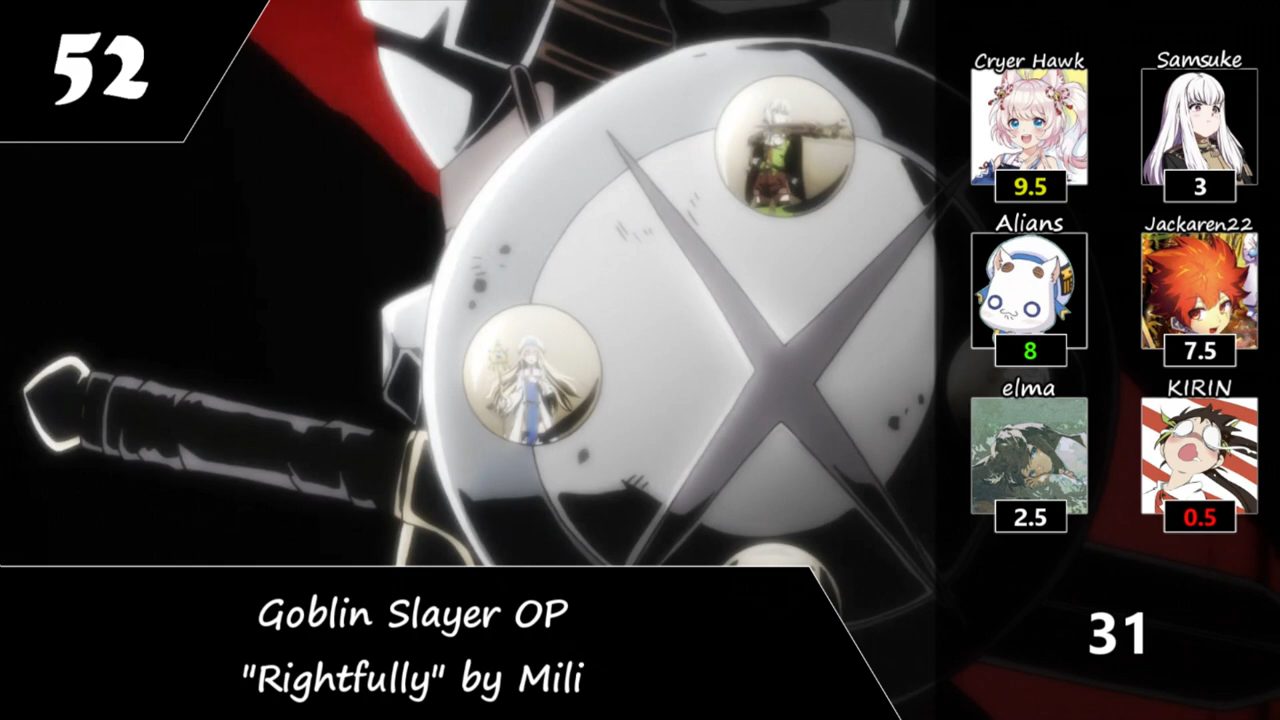 52
Cryer Hawk
Samsuke
9.5
3
Alians
Jackaren22
8
7.5
elma
KIRIN
2.5
0.5
Goblin Slayer OP
"Rightfully" by Mili
31